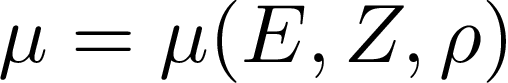 μ = μ(E, Z, ρ)